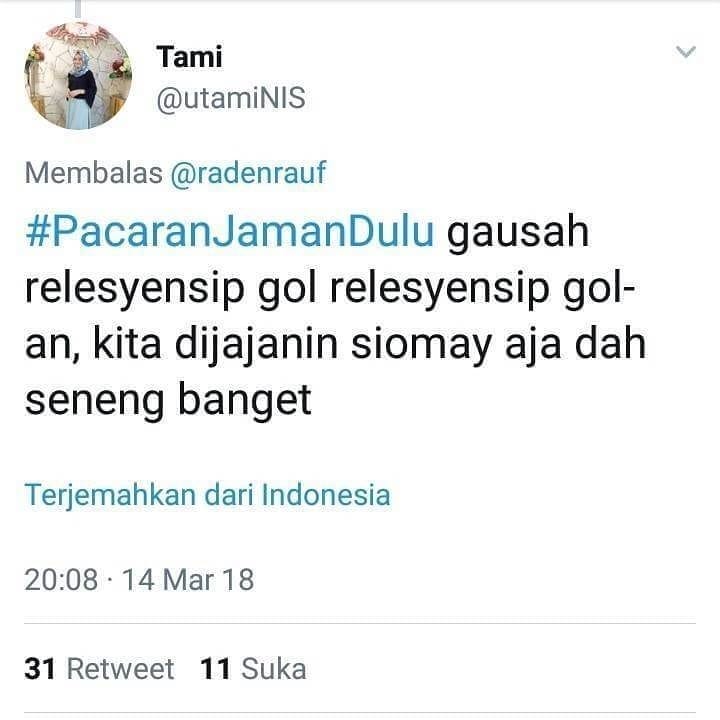 Tami
@utamiNIS
Membalas @radenrauf
#PacaranJamanDulu gausah
relesyensip gol relesyensip gol-
an, kita dijajanin siomay aja dah
seneng banget
Terjemahkan dari Indonesia
20:08 · 14 Mar 18
31 Retweet 11 Suka